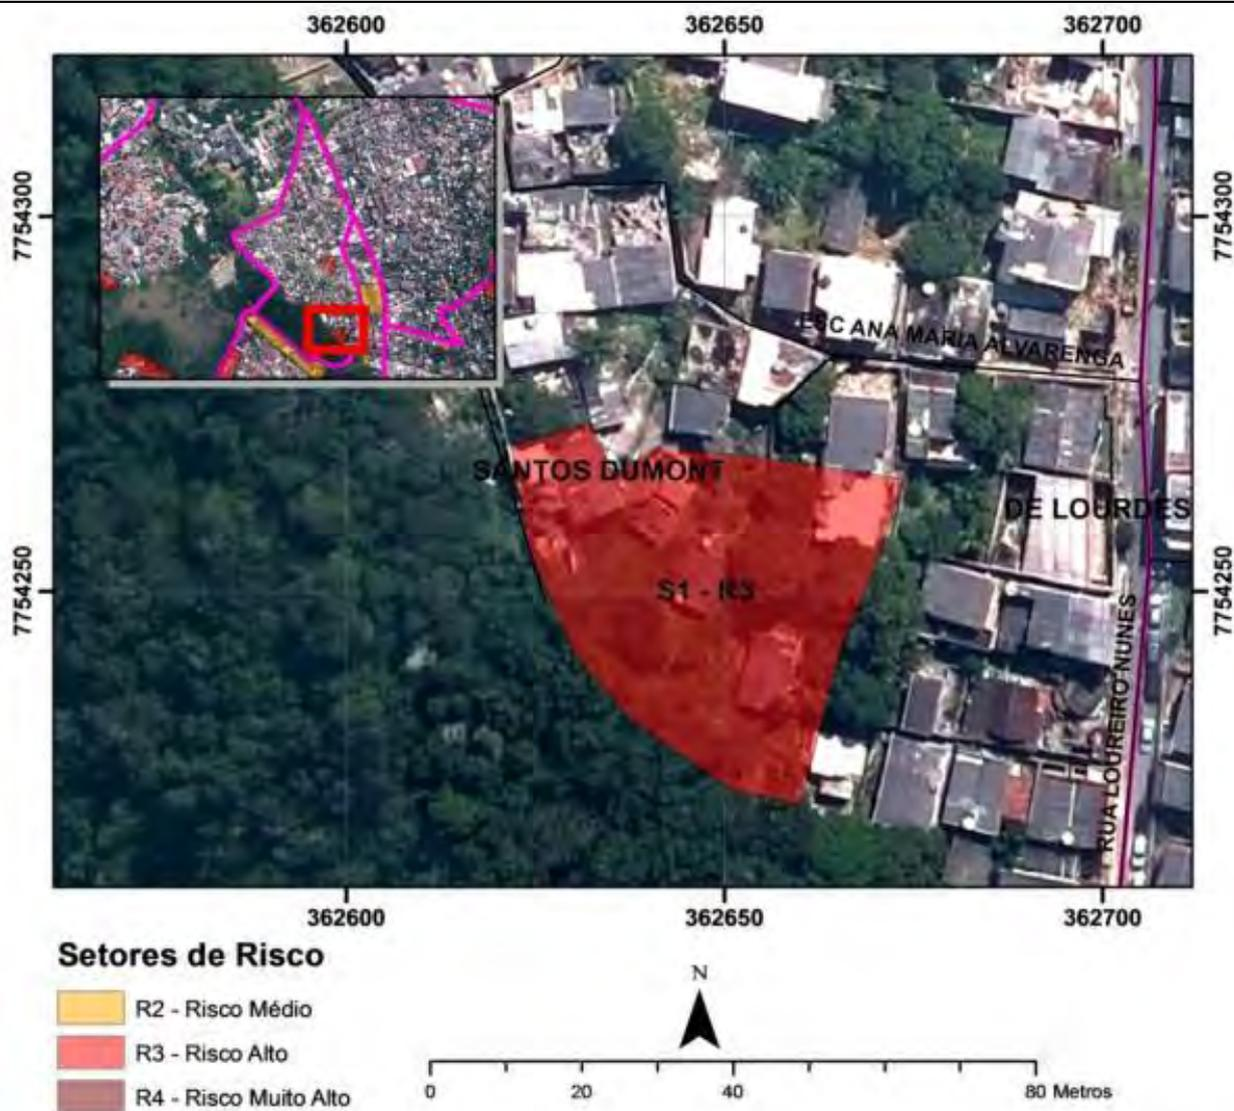 362600 362650 362700
7754300 7754300
ESC ANA MARIA ALVARENGA
SANTOS DUMONT
DE LOURDES
S1 - R3
7754250 7754250
RUA LOUREIRO NUNES
362600 362650 362700
Setores de Risco
R2 - Risco Médio
R3 - Risco Alto
R4 - Risco Muito Alto
N
0 20 40 80 Metros